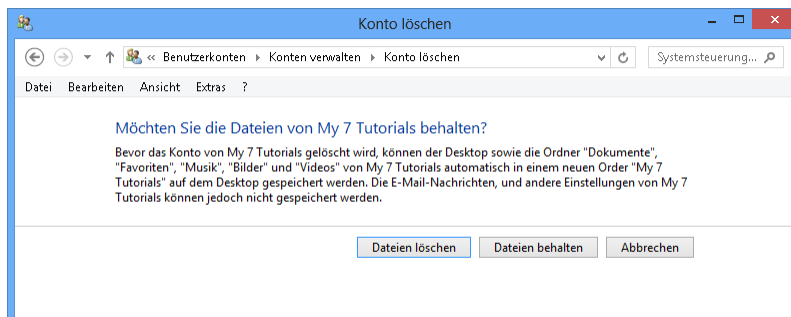 Konto löschen
« Benutzerkonten Konten verwalten Konto löschen Systemsteuerung...
Datei Bearbeiten Ansicht Extras ?
Möchten Sie die Dateien von My 7 Tutorials behalten?
Bevor das Konto von My 7 Tutorials gelöscht wird, können der Desktop sowie die Ordner "Dokumente",
"Favoriten", "Musik", "Bilder" und "Videos" von My 7 Tutorials automatisch in einem neuen Order "My 7
Tutorials" auf dem Desktop gespeichert werden. Die E-Mail-Nachrichten, und andere Einstellungen von My 7
Tutorials können jedoch nicht gespeichert werden.
Dateien löschen Dateien behalten Abbrechen